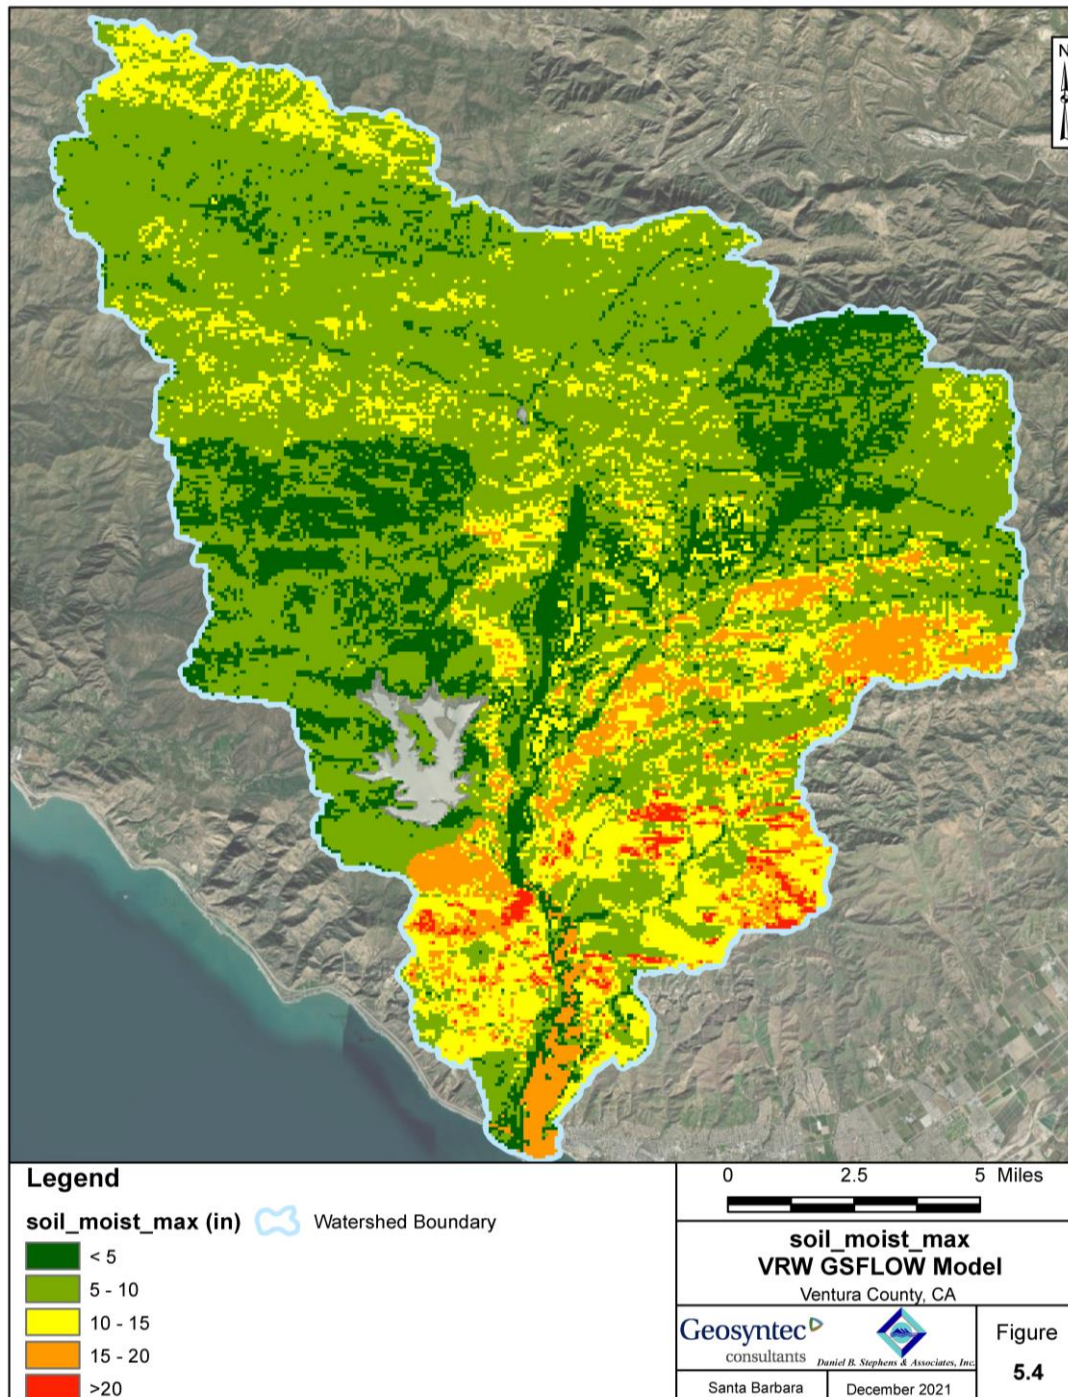 N
Legend
soil_moist_max (in)
Watershed Boundary
< 5
5 - 10
10 - 15
15 - 20
>20
0 2.5 5 Miles
soil_moist_max
VRW GSFLOW Model
Ventura County, CA
Geosyntec
consultants
Daniel B. Stephens & Associates, Inc.
Figure
5.4
Santa Barbara
December 2021